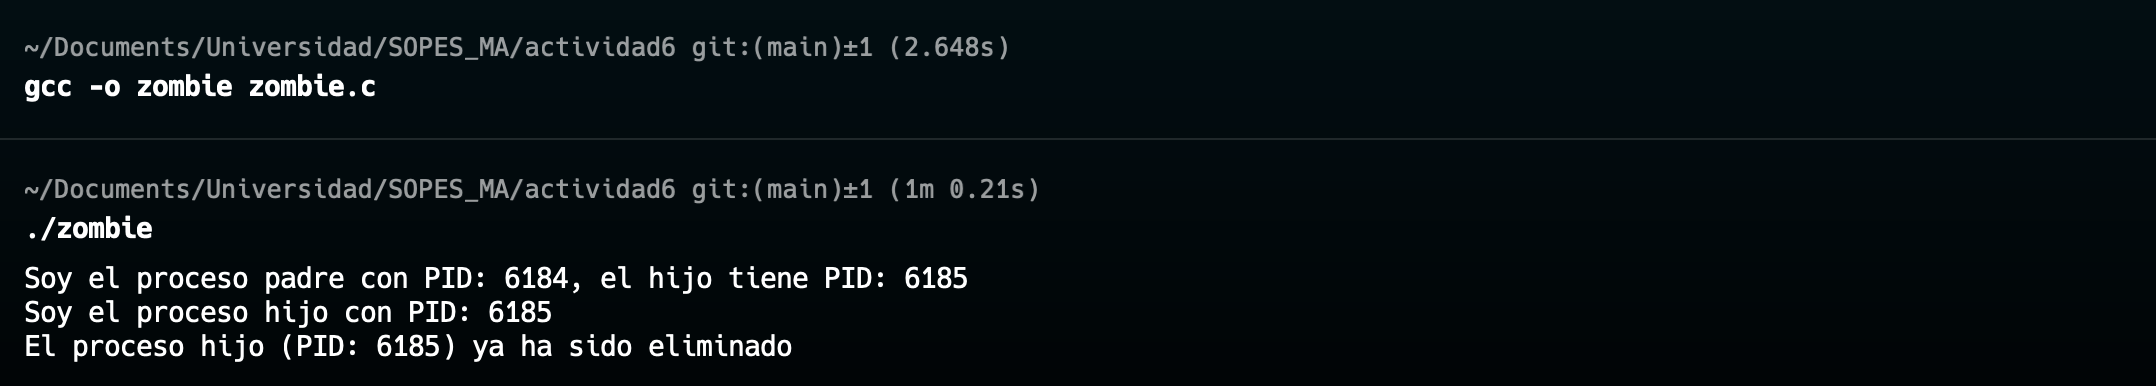 ~/Documents/Universidad/SOPES_MA/actividad6 git:(main)±1 (2.648s)
gcc -o zombie zombie.c
~/Documents/Universidad/SOPES_MA/actividad6 git:(main)±1 (1m 0.21s)
./zombie
Soy el proceso padre con PID: 6184, el hijo tiene PID: 6185
Soy el proceso hijo con PID: 6185
El proceso hijo (PID: 6185) ya ha sido eliminado